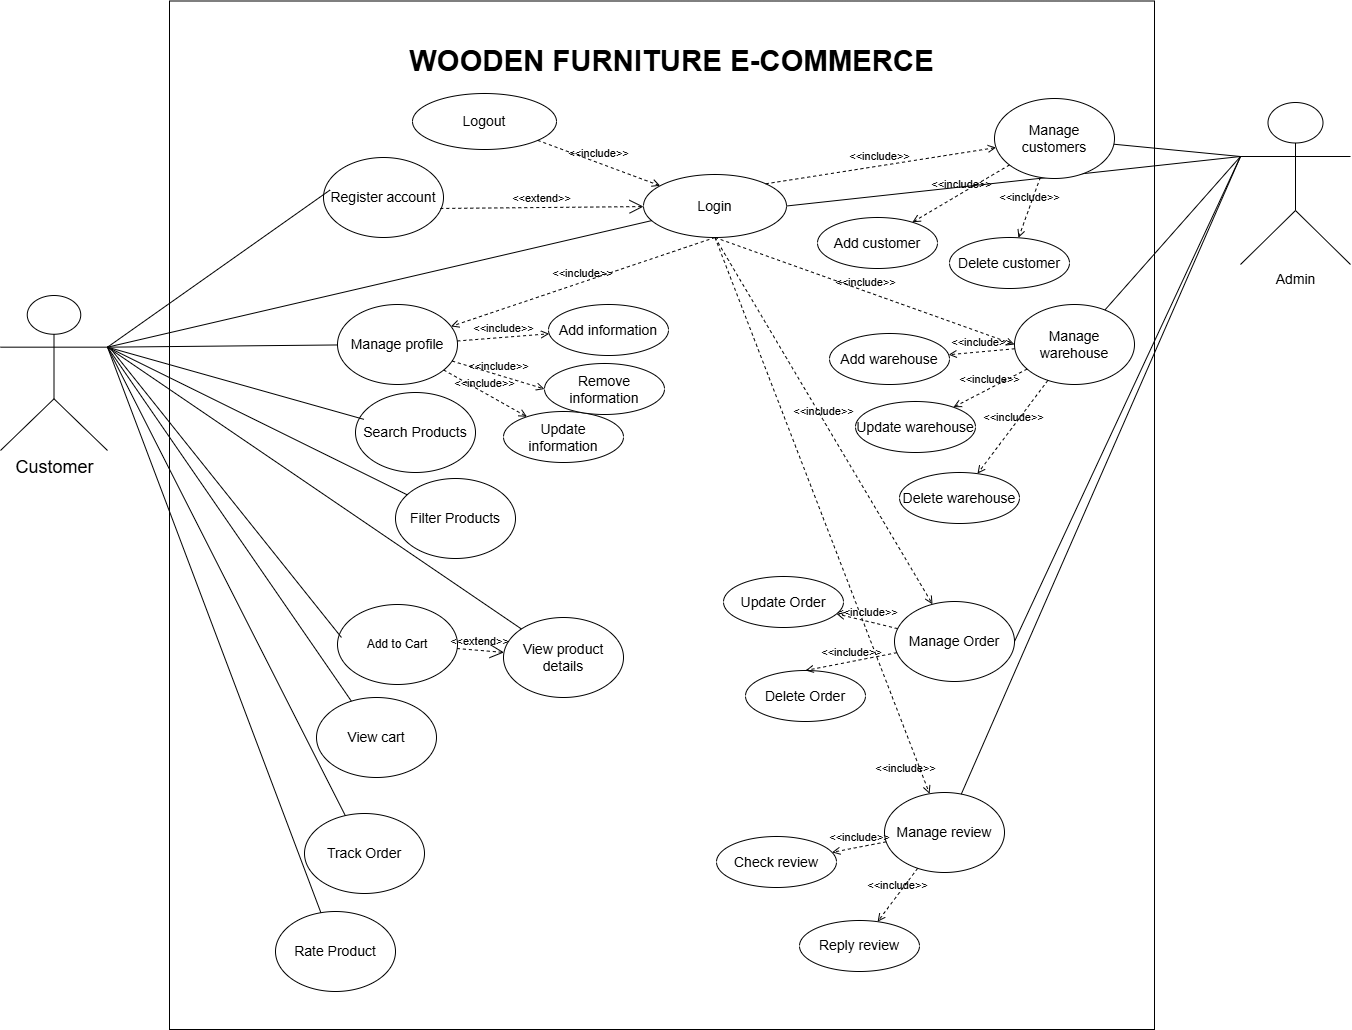 WOODEN FURNITURE E-COMMERCE
Logout
<<include>>
Manage
customers
<<include>>
Register account
<<extend>>
Login
<<include>>
<<include>>
Add customer
Delete customer
Admin
<<include>>
<<include>>
Manage profile
<<include>>
Add information
<<include>>
Remove
information
<<include>>
Update
information
Manage
warehouse
<<include>>
Add warehouse
<<include>>
Update warehouse
<<include>>
Delete warehouse
<<include>>
Search Products
Customer
Filter Products
Add to Cart
<<extend>>
View product
details
Update Order
<<include>>
Manage Order
<<include>>
Delete Order
View cart
<<include>>
Track Order
Manage review
<<include>>
Check review
<<include>>
Reply review
Rate Product